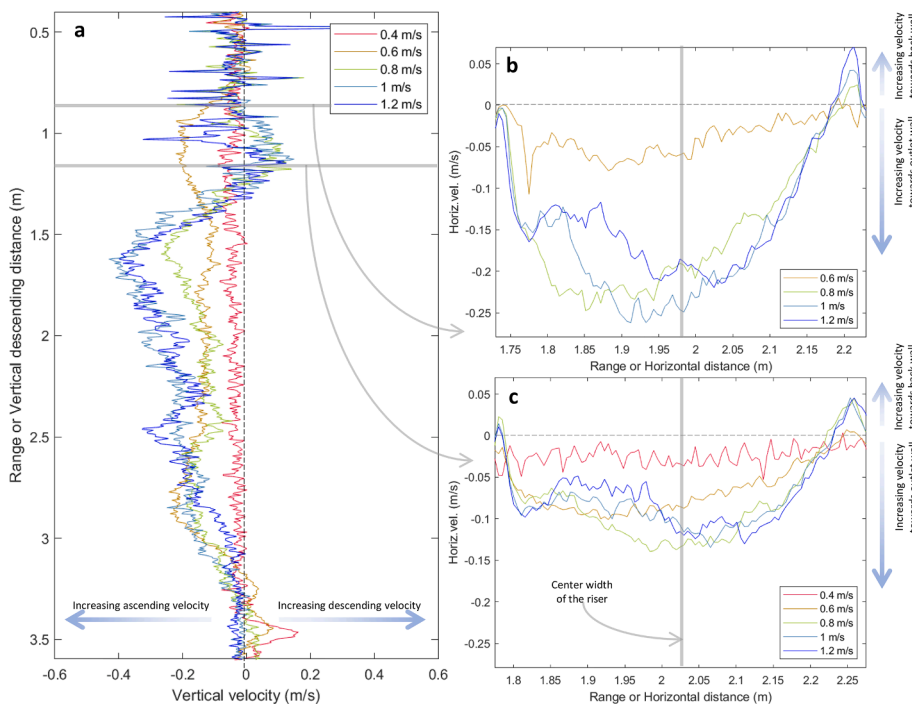 a
0.4 m/s
0.6 m/s
0.8 m/s
1 m/s
1.2 m/s
0.5
1
1.5
2
2.5
3
3.5
Range or Vertical descending distance (m)
Increasing ascending velocity
Increasing descending velocity
-0.6
-0.4
-0.2
0
0.2
0.4
0.6
Vertical velocity (m/s)
b
0.05
0
-0.05
-0.1
-0.15
-0.2
-0.25
Horiz. vel. (m/s)
0.6 m/s
0.8 m/s
1 m/s
1.2 m/s
1.75
1.8
1.85
1.9
1.95
2
2.05
2.1
2.15
2.2
Range or Horizontal distance (m)
Increasing velocity
Increasing velocity
c
0.05
0
-0.05
-0.1
-0.15
-0.2
-0.25
Horiz. vel. (m/s)
Center width
of the riser
0.4 m/s
0.6 m/s
0.8 m/s
1 m/s
1.2 m/s
1.8
1.85
1.9
1.95
2
2.05
2.1
2.15
2.2
2.25
Range or Horizontal distance (m)
Increasing velocity
Increasing velocity